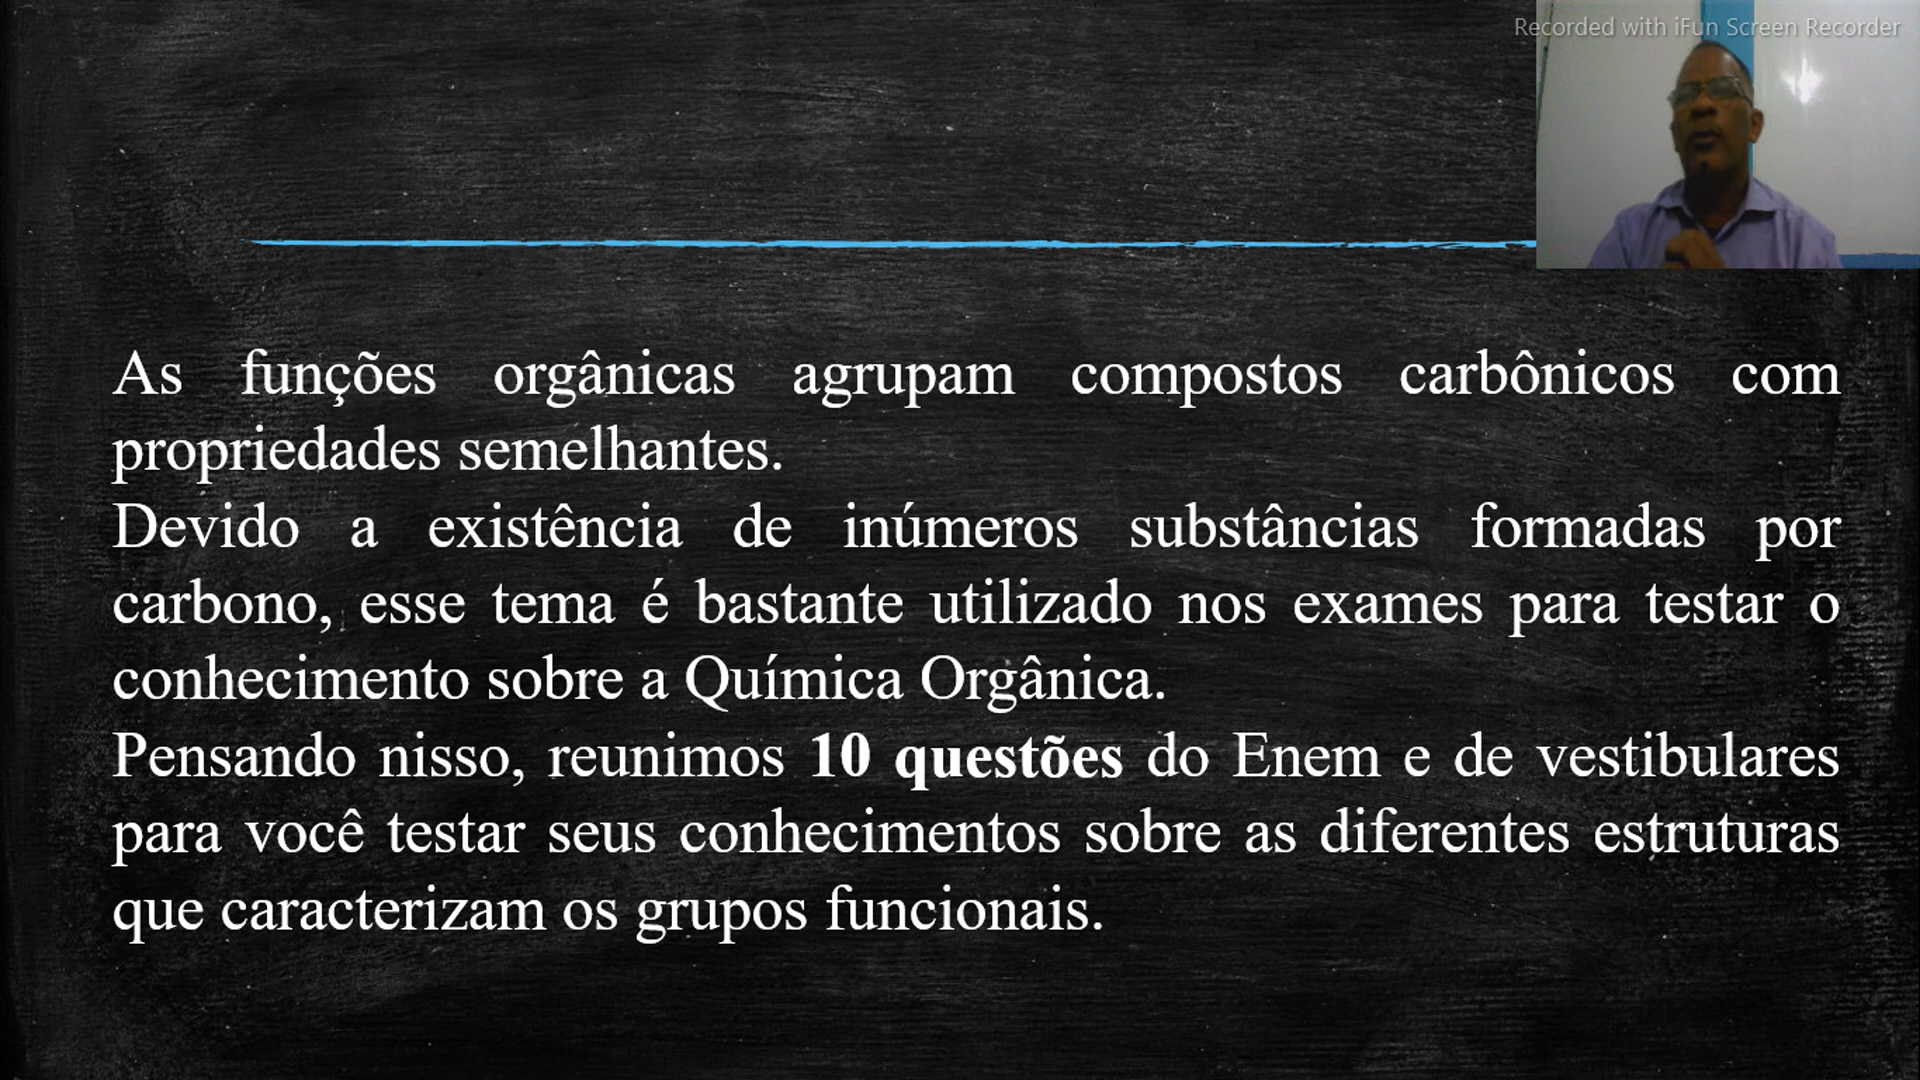 Recorded with iFun Screen Recorder
As funções orgânicas agrupam compostos carbônicos com
propriedades semelhantes.
Devido a existência de inúmeros substâncias formadas por
carbono, esse tema é bastante utilizado nos exames para testar o
conhecimento sobre a Química Orgânica.
Pensando nisso, reunimos 10 questões do Enem e de vestibulares
para você testar seus conhecimentos sobre as diferentes estruturas
que caracterizam os grupos funcionais.